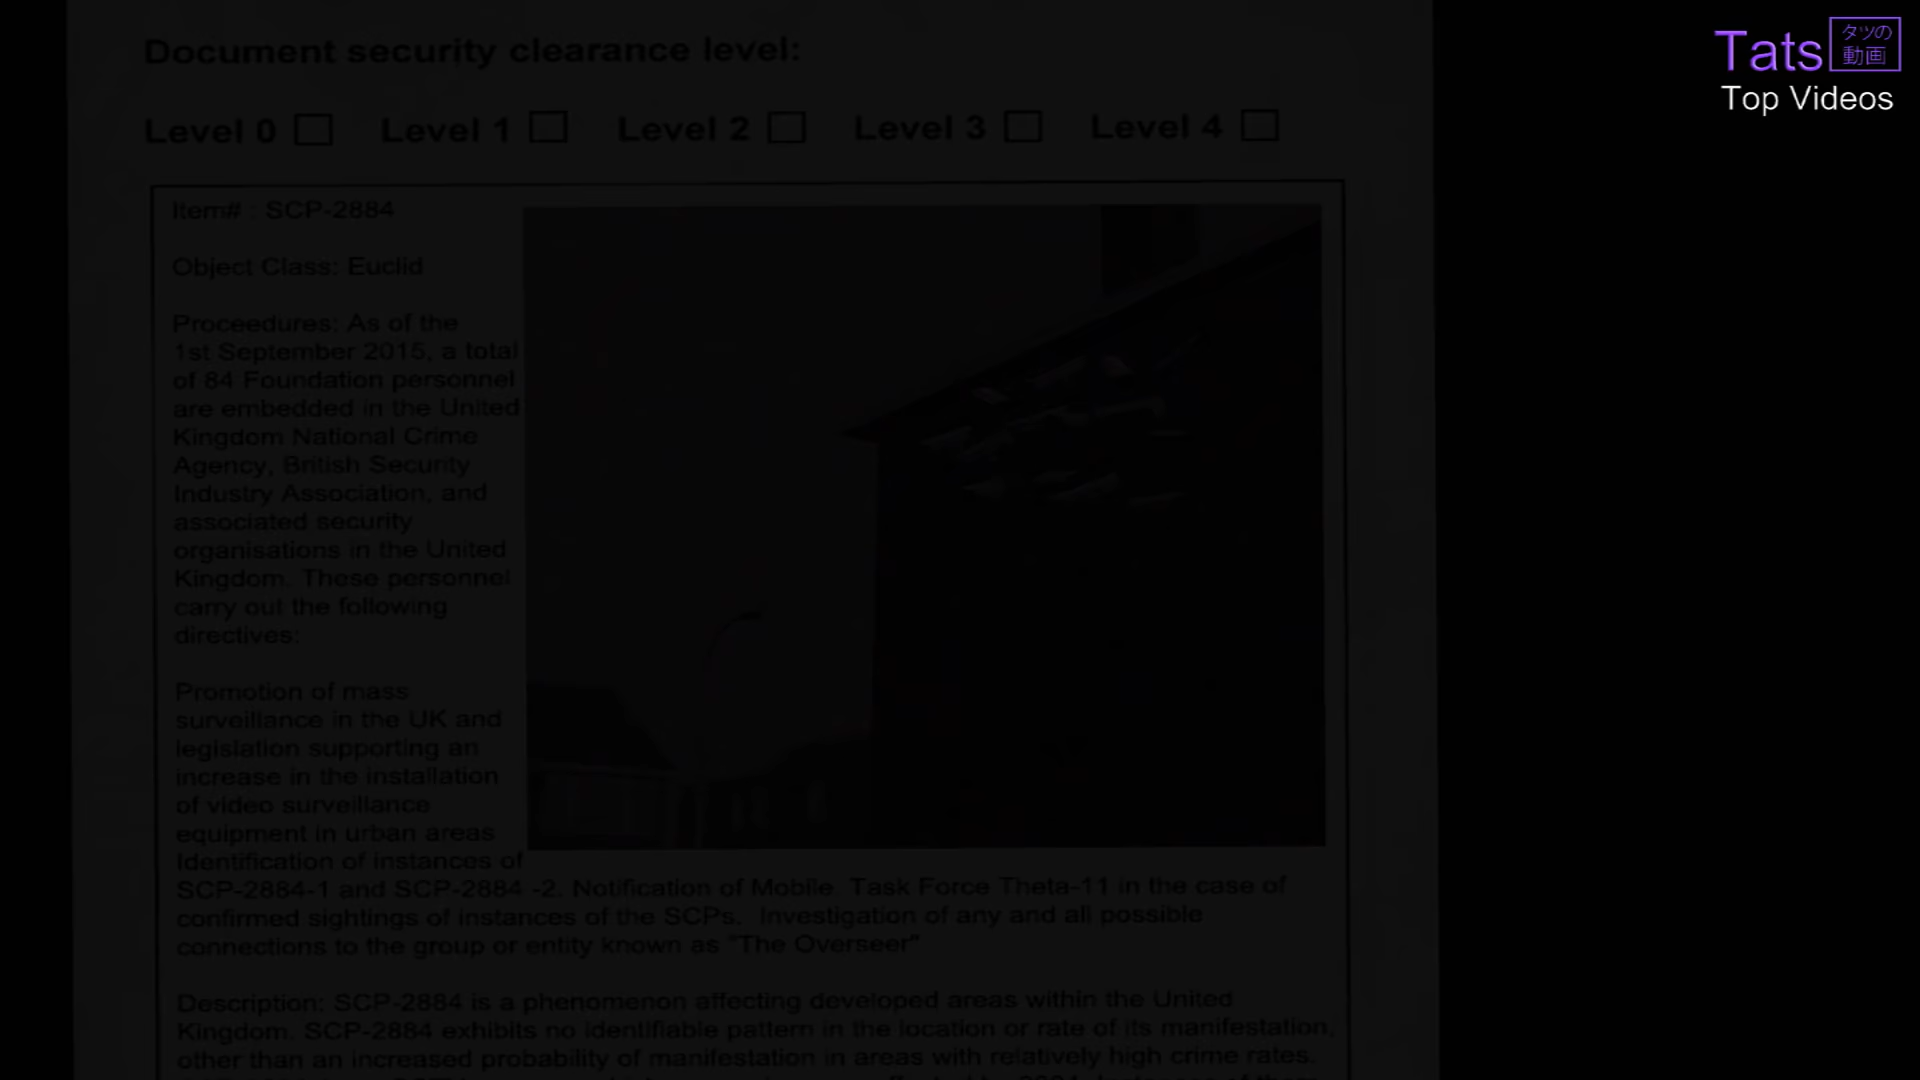 Document security clearance level:
Level 0 Level 1 Level 2 Level 3 Level 4
Item# : SCP-2884
Object Class: Euclid
Proceedures: As of the
1st September 2015, a total
of 84 Foundation personnel
are embedded in the United
Kingdom National Crime
Agency, British Security
Industry Association, and
associated security
organisations in the United
Kingdom. These personnel
carry out the following
directives:
Promotion of mass
surveillance in the UK and
legislation supporting an
increase in the installation
of video surveillance
equipment in urban areas
Identification of instances of
SCP-2884-1 and SCP-2884 -2. Notification of Mobile Task Force Theta-11 in the case of
confirmed sightings of instances of the SCPs. Investigation of any and all possible
connections to the group or entity known as "The Overseer"
Description: SCP-2884 is a phenomenon affecting developed areas within the United
Kingdom. SCP-2884 exhibits no identifiable pattern in the location or rate of its manifestation,
other than an increased probability of manifestation in areas with relatively high crime rates.
Tats タツの
動画
Top Videos